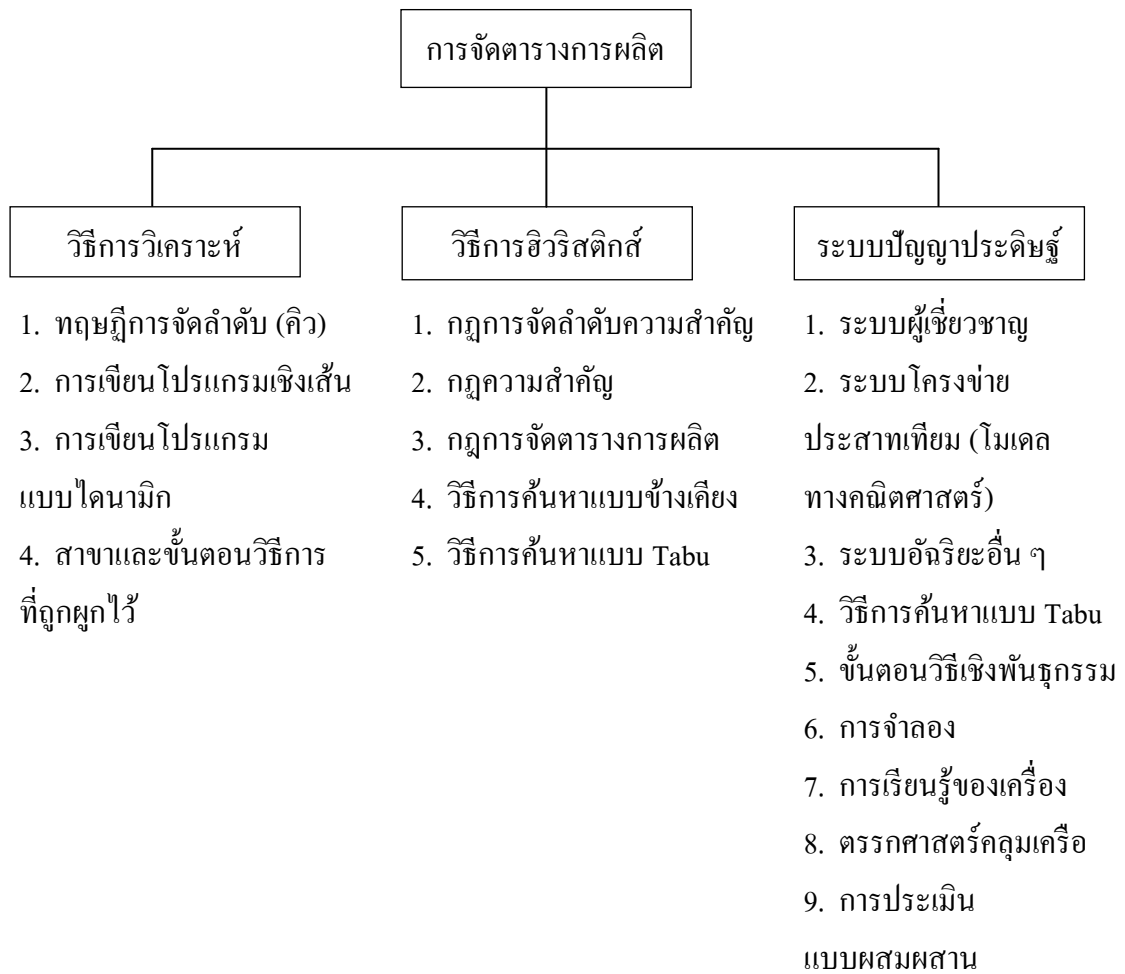 การจัดตารางการผลิต
วิธีการวิเคราะห์
1. ทฤษฎีการจัดลำดับ (คิว)
2. การเขียนโปรแกรมเชิงเส้น
3. การเขียนโปรแกรม
แบบไดนามิก
4. สาขาและขั้นตอนวิธีการ
ที่ถูกผูกไว้
วิธีการฮิวริสติกส์
1. กฏการจัดลำดับความสำคัญ
2. กฏความสำคัญ
3. กฎการจัดตารางการผลิต
4. วิธีการค้นหาแบบข้างเคียง
5. วิธีการค้นหาแบบ Tabu
ระบบปัญญาประดิษฐ์
1. ระบบผู้เชี่ยวชาญ
2. ระบบโครงข่าย
ประสาทเทียม (โมเดล
ทางคณิตศาสตร์)
3. ระบบอัฉริยะอื่น ๆ
4. วิธีการค้นหาแบบ Tabu
5. ขั้นตอนวิธีเชิงพันธุกรรม
6. การจำลอง
7. การเรียนรู้ของเครื่อง
8. ตรรกศาสตร์คลุมเครือ
9. การประเมิน
แบบผสมผสาน